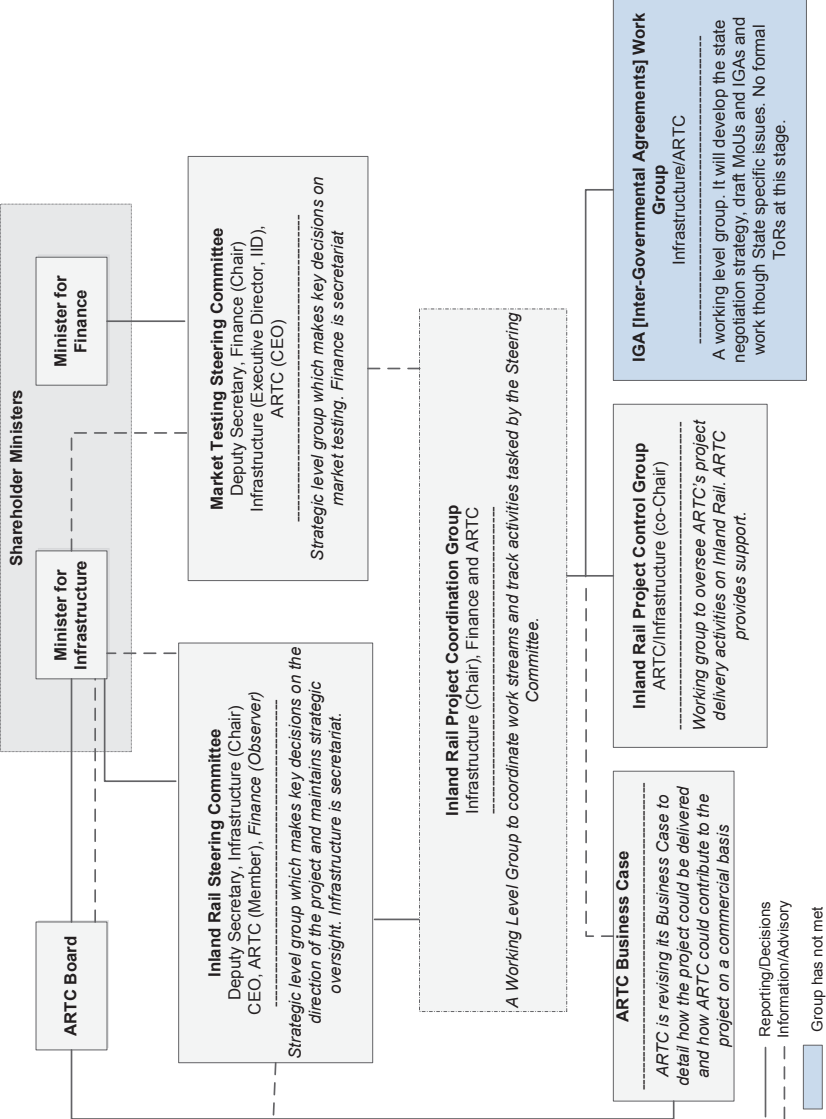 Shareholder Ministers
ARTC Board
Minister for
Infrastructure
Minister for
Finance
Inland Rail Steering Committee
Deputy Secretary, Infrastructure (Chair)
CEO, ARTC (Member), Finance (Observer)
Strategic level group which makes key decisions on the
direction of the project and maintains strategic
oversight. Infrastructure is secretariat.
Market Testing Steering Committee
Deputy Secretary, Finance (Chair)
Infrastructure (Executive Director, IID),
ARTC (CEO)
Strategic level group which makes key decisions on
market testing. Finance is secretariat
Inland Rail Project Coordination Group
Infrastructure (Chair), Finance and ARTC
A Working Level Group to coordinate work streams and track activities tasked by the Steering
Committee.
ARTC Business Case
ARTC is revising its Business Case to
detail how the project could be delivered
and how ARTC could contribute to the
project on a commercial basis
Inland Rail Project Control Group
ARTC/Infrastructure (co-Chair)
Working group to oversee ARTC's project
delivery activities on Inland Rail. ARTC
provides support.
IGA [Inter-Governmental Agreements] Work
Group
Infrastructure/ARTC
A working level group. It will develop the state
negotiation strategy, draft MoUs and IGAs and
work though State specific issues. No formal
ToRs at this stage.
Reporting/Decisions
Information/Advisory
Group has not met